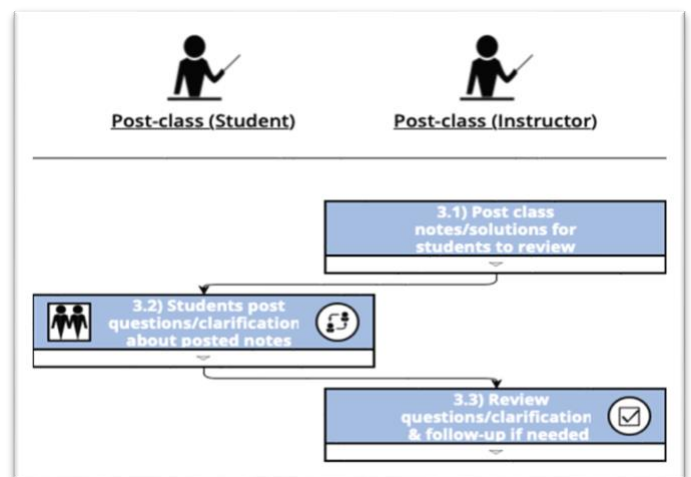 Post-class (Student)
Post-class (Instructor)
3.1) Post class
notes/solutions for
students to review
3.2) Students post
questions/clarification
about posted notes
3.3) Review
questions/clarification
& follow-up if needed